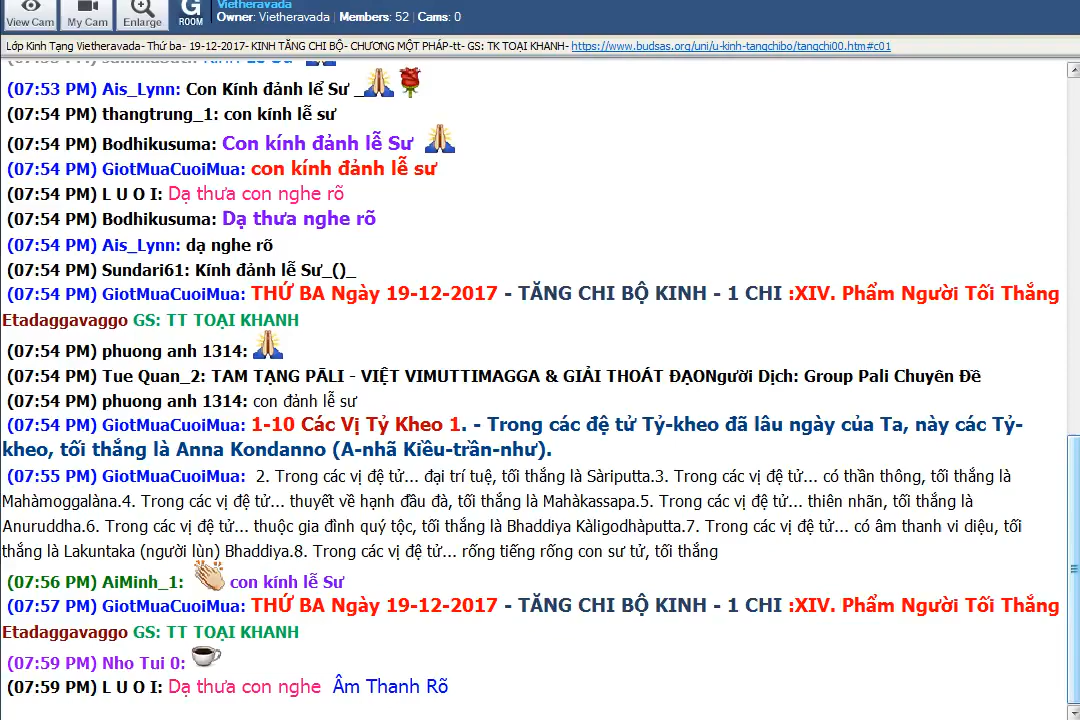 Vietheravada
View Cam
My Cam
Enlarge
G
ROOM
Owner: Vietheravada | Members: 52 | Cams: 0
Lớp Kinh Tạng Vietheravada- Thứ ba- 19-12-2017- KINH TĂNG CHI BỘ- CHƯƠNG MỘT PHÁP-tt- GS: TK TOẠI KHANH- https://www.budsas.org/uni/u-kinh-tangchibo/tangchi00.htm#c01
(07:53 PM) Ais_Lynn: Con Kính đảnh lể Sư _
(07:54 PM) thangtrung_1: con kính lễ sư
(07:54 PM) Bodhikusuma: Con kính đảnh lễ Sư
(07:54 PM) GiotMuaCuoiMua: con kính đảnh lễ sư
(07:54 PM) L U O I: Dạ thưa con nghe rõ
(07:54 PM) Bodhikusuma: Dạ thưa nghe rõ
(07:54 PM) Ais_Lynn: dạ nghe rõ
(07:54 PM) Sundari61: Kính đảnh lễ Sư_()_
(07:54 PM) GiotMuaCuoiMua: THỨ BA Ngày 19-12-2017 - TĂNG CHI BỘ KINH - 1 CHI :XIV. Phẩm Người Tối Thắng
Etadaggavaggo GS: TT TOẠI KHANH
(07:54 PM) phuong anh 1314:
(07:54 PM) Tue Quan_2: TAM TẠNG PĀLI - VIỆT VIMUTTIMAGGA & GIẢI THOÁT ĐẠONgười Dịch: Group Pali Chuyên Đề
(07:54 PM) phuong anh 1314: con đành lễ sư
(07:54 PM) GiotMuaCuoiMua: 1-10 Các Vị Tỷ Kheo 1. - Trong các đệ tử Tỷ-kheo đã lâu ngày của Ta, này các Tỷ-
kheo, tối thắng là Anna Kondanno (A-nhã Kiều-trần-như).
(07:55 PM) GiotMuaCuoiMua: 2. Trong các vị đệ tử... đại trí tuệ, tối thắng là Sàriputta.3. Trong các vị đệ tử... có thần thông, tối thắng là
Mahàmoggalàna.4. Trong các vị đệ tử... thuyết về hạnh đầu đà, tối thắng là Mahàkassapa.5. Trong các vị đệ tử... thiên nhãn, tối thắng là
Anuruddha.6. Trong các vị đệ tử... thuộc gia đình quý tộc, tối thắng là Bhaddiya Kàligodhàputta.7. Trong các vị đệ tử... có âm thanh vi diệu, tối
thắng là Lakuntaka (người lùn) Bhaddiya.8. Trong các vị đệ tử... rống tiếng rống con sư tử, tối thắng
(07:56 PM) AiMinh_1: con kính lễ Sư
(07:57 PM) GiotMuaCuoiMua: THỨ BA Ngày 19-12-2017 - TĂNG CHI BỘ KINH - 1 CHI :XIV. Phẩm Người Tối Thắng
Etadaggavaggo GS: TT TOẠI KHANH
(07:59 PM) Nho Tui 0:
(07:59 PM) L U O I: Dạ thưa con nghe Âm Thanh Rõ